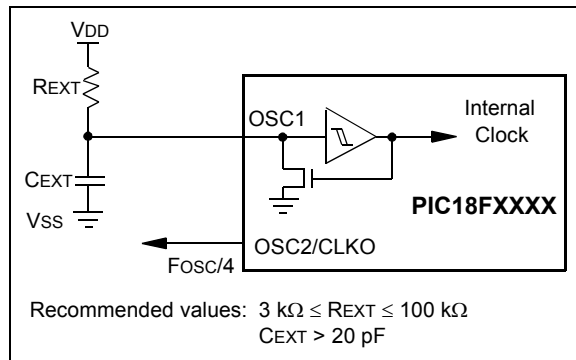 VDD
REXT
OSC1
Internal
Clock
CEXT
VSS
PIC18FXXXX
OSC2/CLKO
FOSC/4
Recommended values: 3 kΩ ≤ REXT ≤ 100 kΩ
CEXT > 20 pF